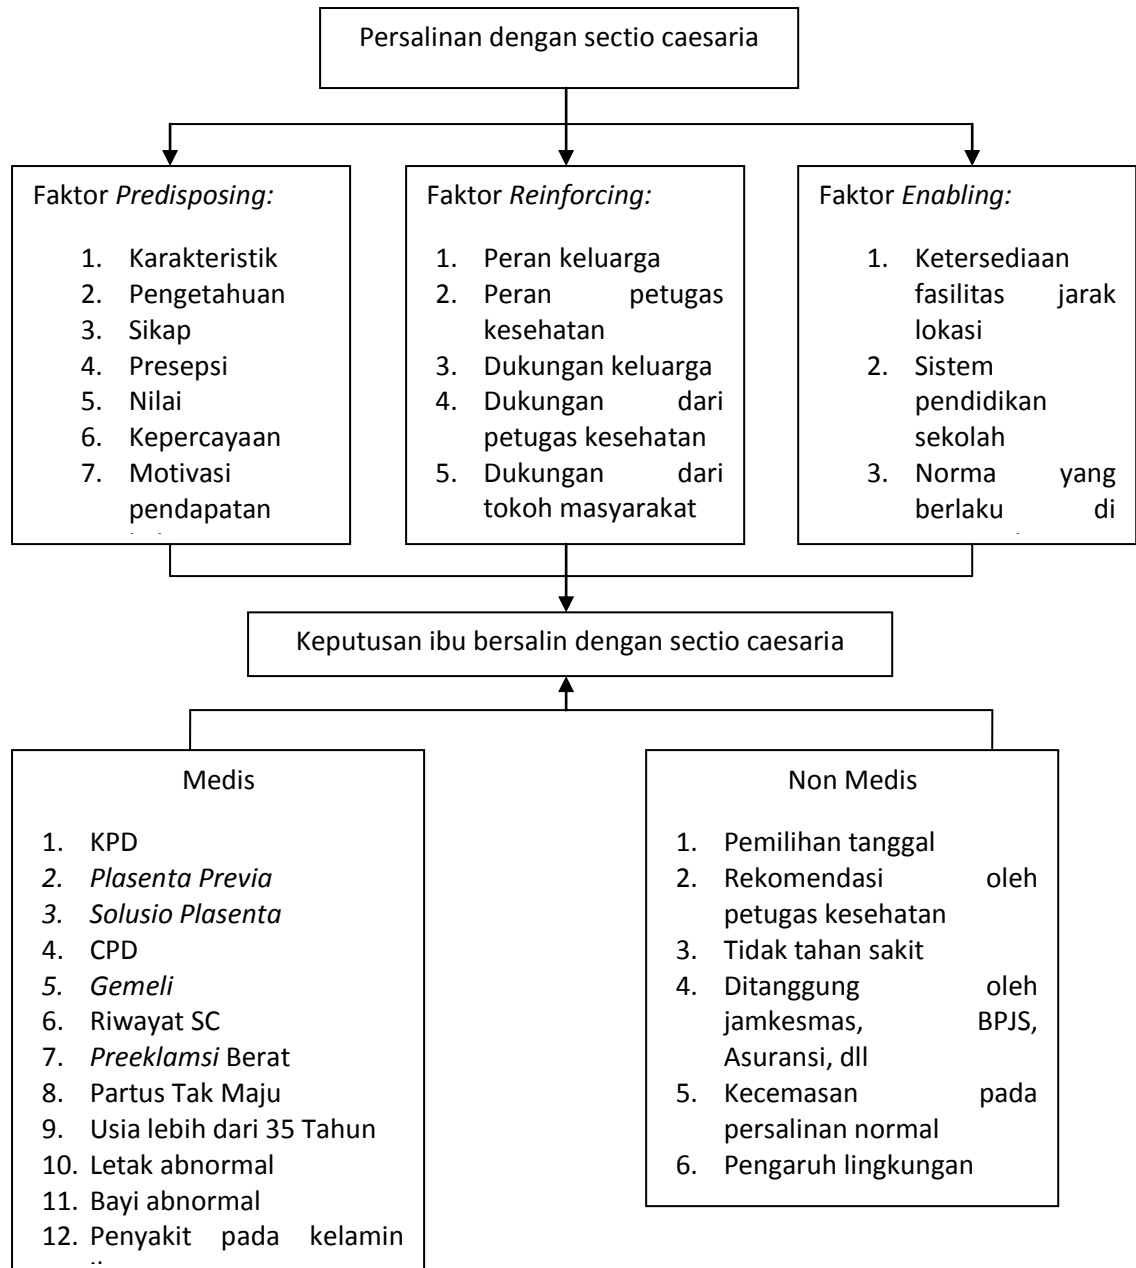 Persalinan dengan sectio caesaria
Faktor Predisposing:
1. Karakteristik
2. Pengetahuan
3. Sikap
4. Presepsi
5. Nilai
6. Kepercayaan
7. Motivasi
pendapatan
Faktor Reinforcing:
1. Peran keluarga
2. Peran petugas
kesehatan
3. Dukungan keluarga
4. Dukungan dari
petugas kesehatan
5. Dukungan dari
tokoh masyarakat
Faktor Enabling:
1. Ketersediaan
fasilitas jarak
lokasi
2. Sistem
pendidikan
sekolah
3. Norma yang
berlaku di
Keputusan ibu bersalin dengan sectio caesaria
Medis
1. KPD
2. Plasenta Previa
3. Solusio Plasenta
4. CPD
5. Gemeli
6. Riwayat SC
7. Preeklamsi Berat
8. Partus Tak Maju
9. Usia lebih dari 35 Tahun
10. Letak abnormal
11. Bayi abnormal
12. Penyakit pada kelamin
Non Medis
1. Pemilihan tanggal
2. Rekomendasi oleh
petugas kesehatan
3. Tidak tahan sakit
4. Ditanggung oleh
jamkesmas, BPJS,
Asuransi, dll
5. Kecemasan pada
persalinan normal
6. Pengaruh lingkungan